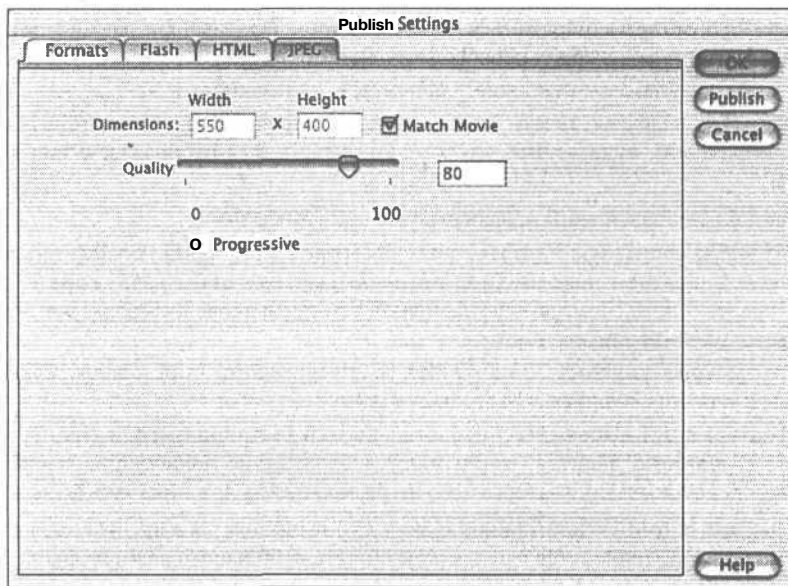 Publish Settings
Formats Flash HTML JPEG
OK
Publish
Cancel
Width Height
Dimensions: 550 X 400 Match Movie
Quality 80
0 100
O Progressive
Help